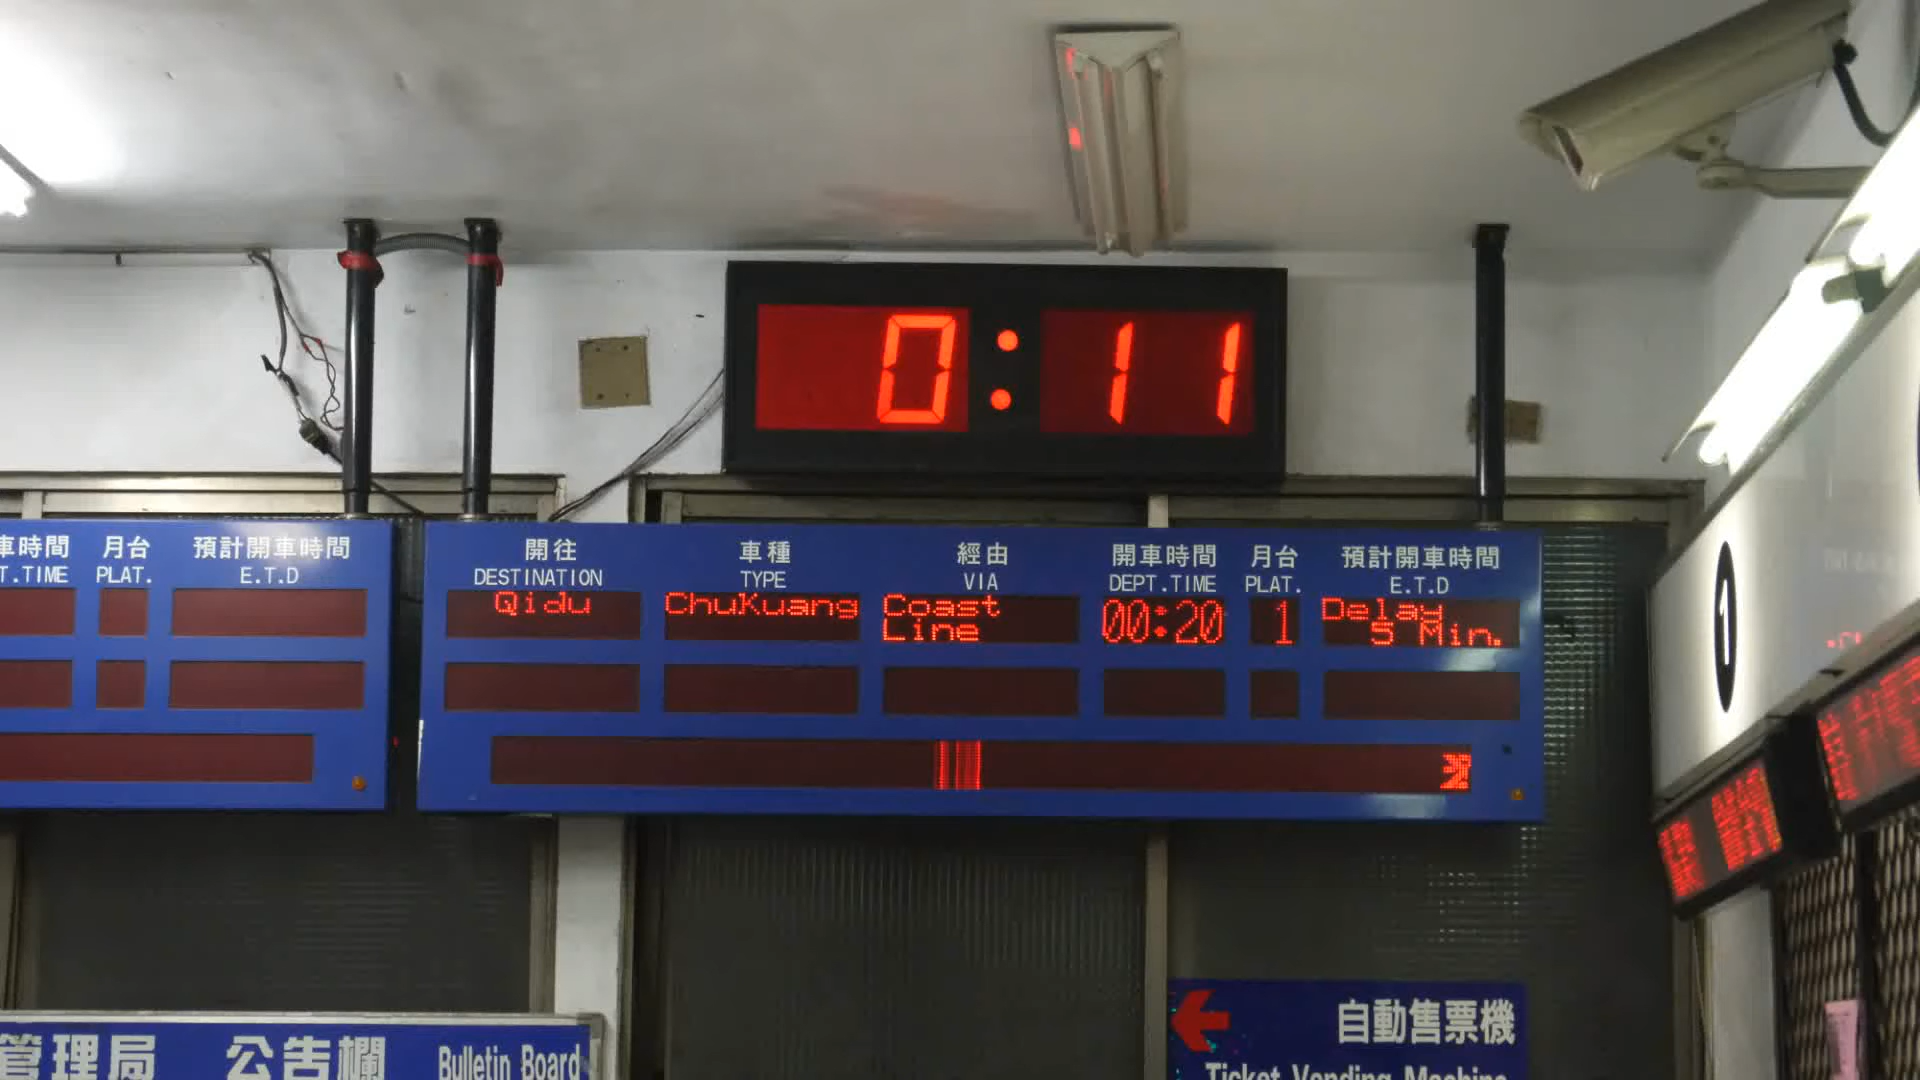 0:11
車時間 月台 預計開車時間
T.TIME PLAT. E.T.D
開往 車種 經由 開車時間 月台 預計開車時間
DESTINATION TYPE VIA DEPT.TIME PLAT. E.T.D
Qidu ChuKuang Coast Line 00:20 1 Delay 5 Min.
1
管理局 公告欄 Bulletin Board
自動售票機
Ticket Vending Machine